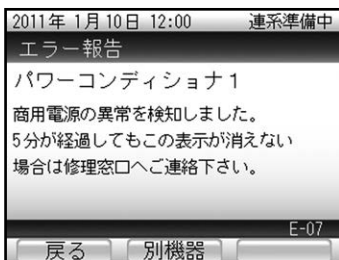 2011年 1月10日 12:00 連系準備中
エラー報告
パワーコンディショナ1
商用電源の異常を検知しました。
5分が経過してもこの表示が消えない
場合は修理窓口へご連絡下さい。
E-07
戻る 別機器